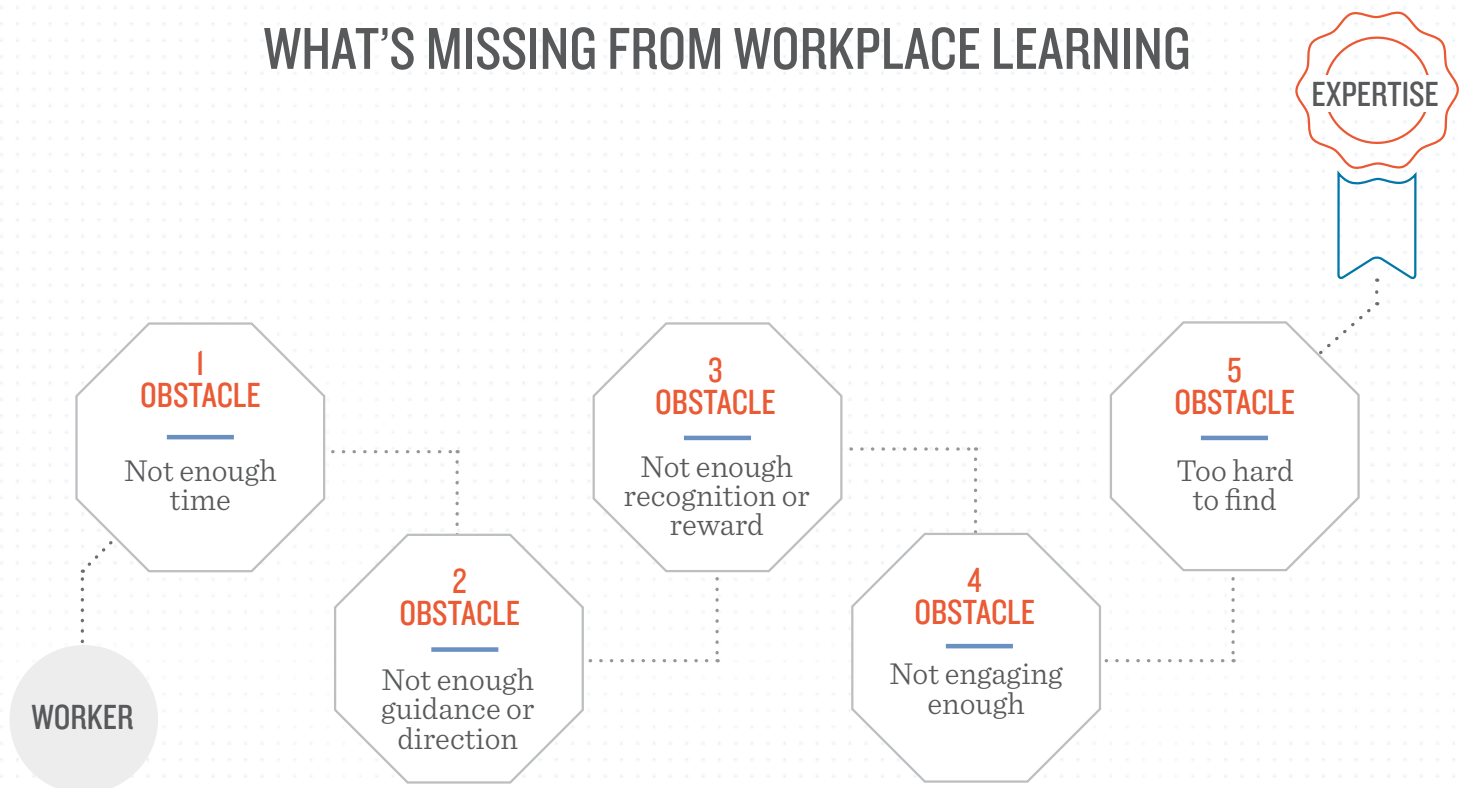 WHAT'S MISSING FROM WORKPLACE LEARNING
EXPERTISE
1
OBSTACLE
Not enough
time
2
OBSTACLE
Not enough
guidance or
direction
3
OBSTACLE
Not enough
recognition or
reward
4
OBSTACLE
Not engaging
enough
5
OBSTACLE
Too hard
to find
WORKER